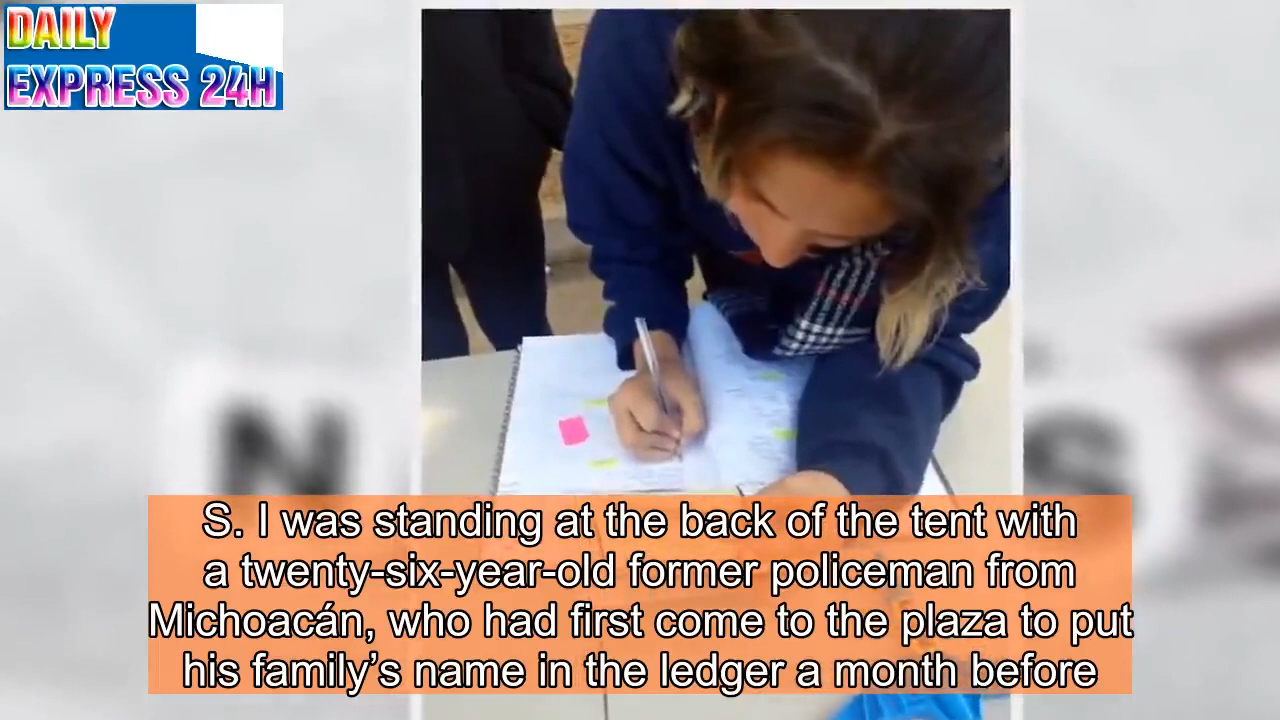 DAILY
EXPRESS 24H
N S
S. I was standing at the back of the tent with
a twenty-six-year-old former policeman from
Michoacán, who had first come to the plaza to put
his family’s name in the ledger a month before